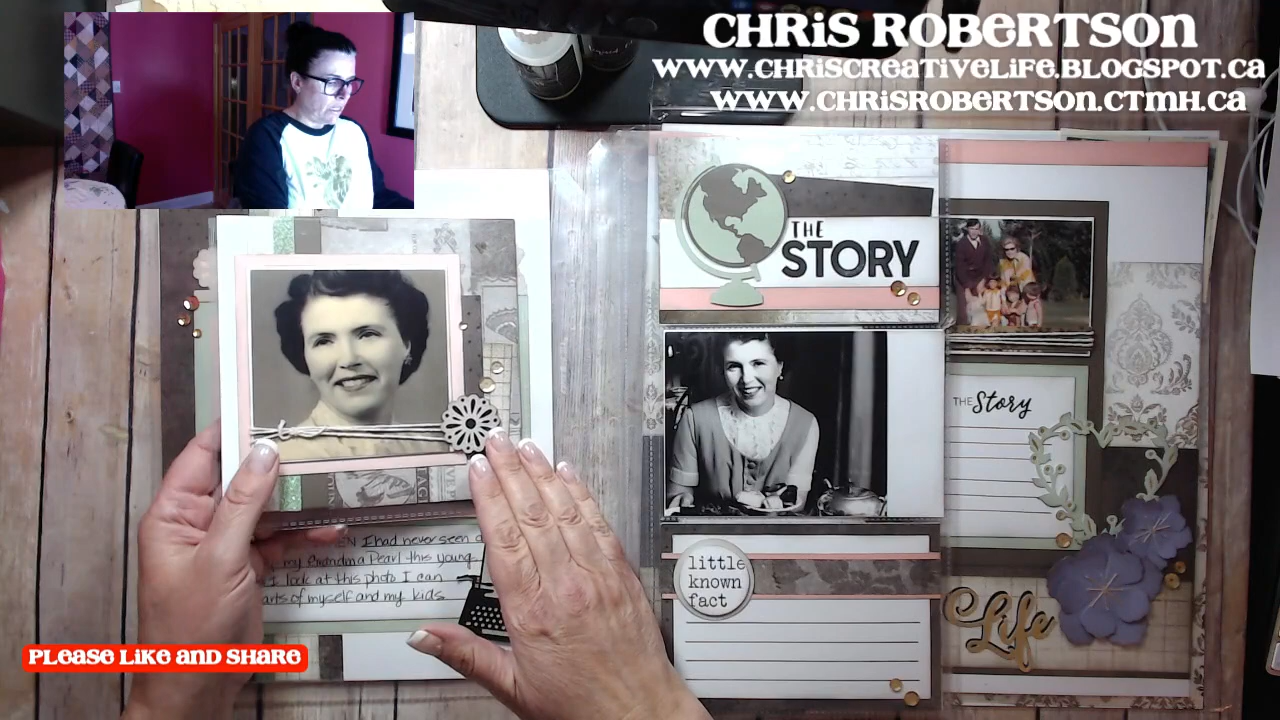 CHRIS ROBERTSON
www.chriscreativelife.blogspot.ca
www.chrisrobertson.ctmh.ca
THE
STORY
THE Story
I had never seen
my Grandma Pearl this young
I look at this photo I can
of myself and my kids
little
known
fact
Life
PLEASE LIKE AND SHARE